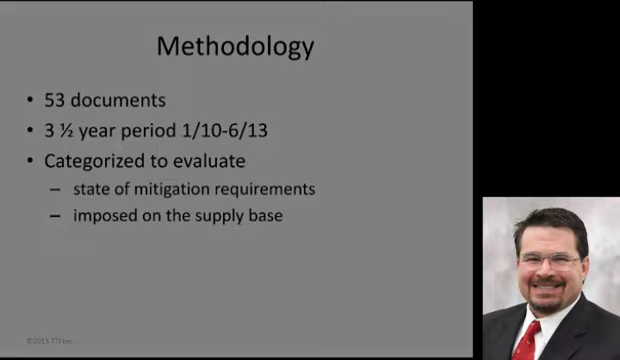 Methodology
• 53 documents
• 3 ½ year period 1/10-6/13
• Categorized to evaluate
– state of mitigation requirements
– imposed on the supply base
©2013 TTI Inc.